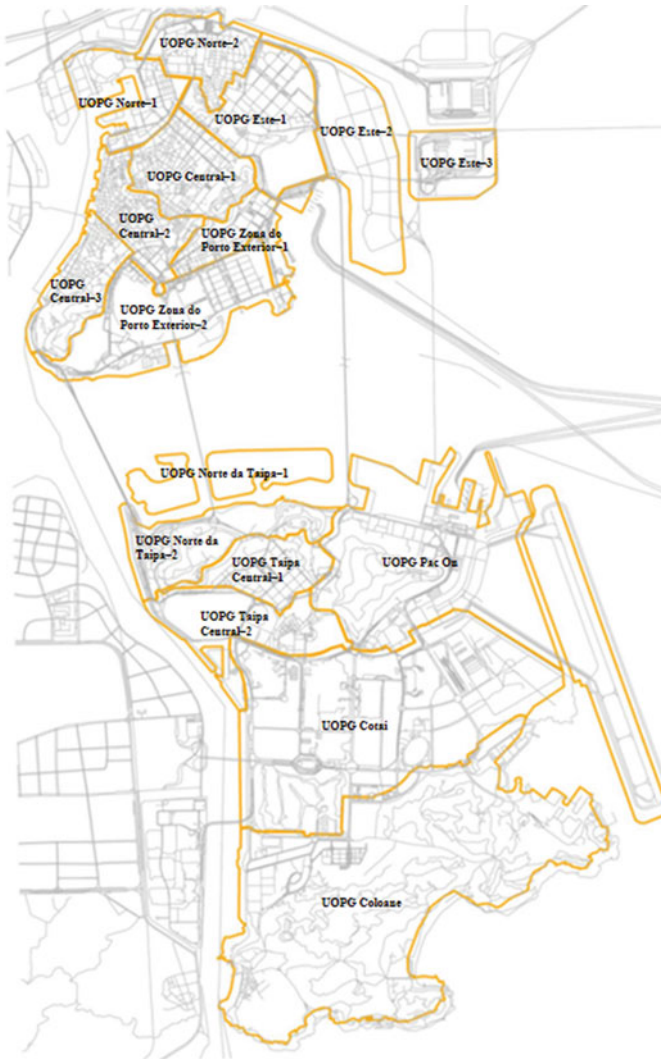 UOPG Norte–2
UOPG Norte–1
UOPG Este–1
UOPG Este–2
UOPG Este–3
UOPG Central–1
UOPG
Central–2
UOPG Zona do
Porto Exterior–1
UOPG
Central–3
UOPG Zona do
Porto Exterior–2
UOPG Norte da Taipa–1
UOPG Norte da
Taipa–2
UOPG Taipa
Central–1
UOPG Pac On
UOPG Taipa
Central–2
UOPG Cotai
UOPG Coloane